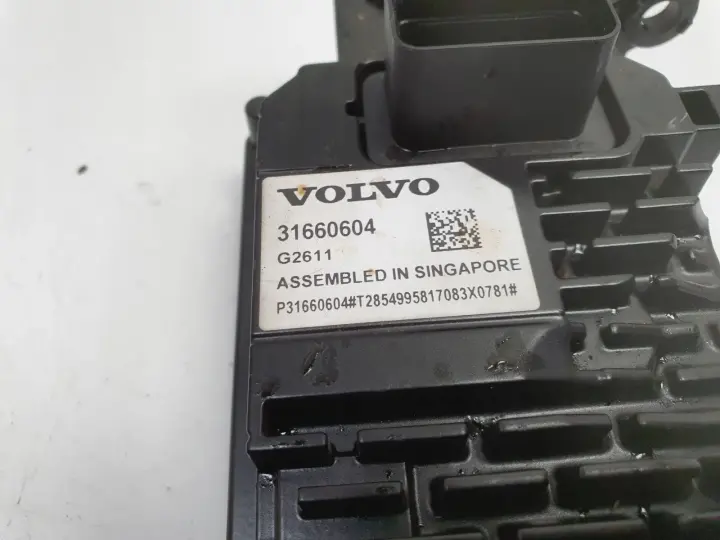 VOLVO
31660604
G2611
ASSEMBLED IN SINGAPORE
P31660604#T2854995817083X0781#